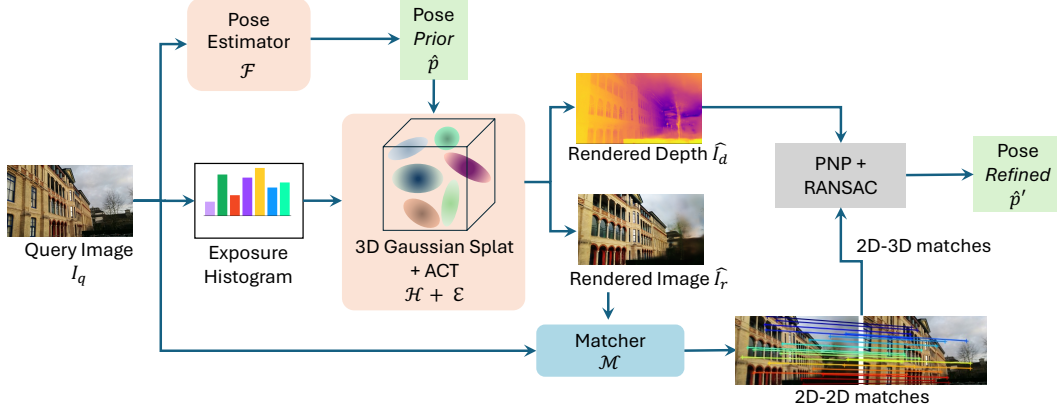 Pose
Estimator
ℱ
Pose
Prior
p̂
Query Image
I_q
Exposure
Histogram
3D Gaussian Splat
+ ACT
ℋ + ℰ
Rendered Depth Î_d
Rendered Image Î_r
Matcher
ℳ
PNP +
RANSAC
Pose
Refined
p̂′
2D-3D matches
2D-2D matches